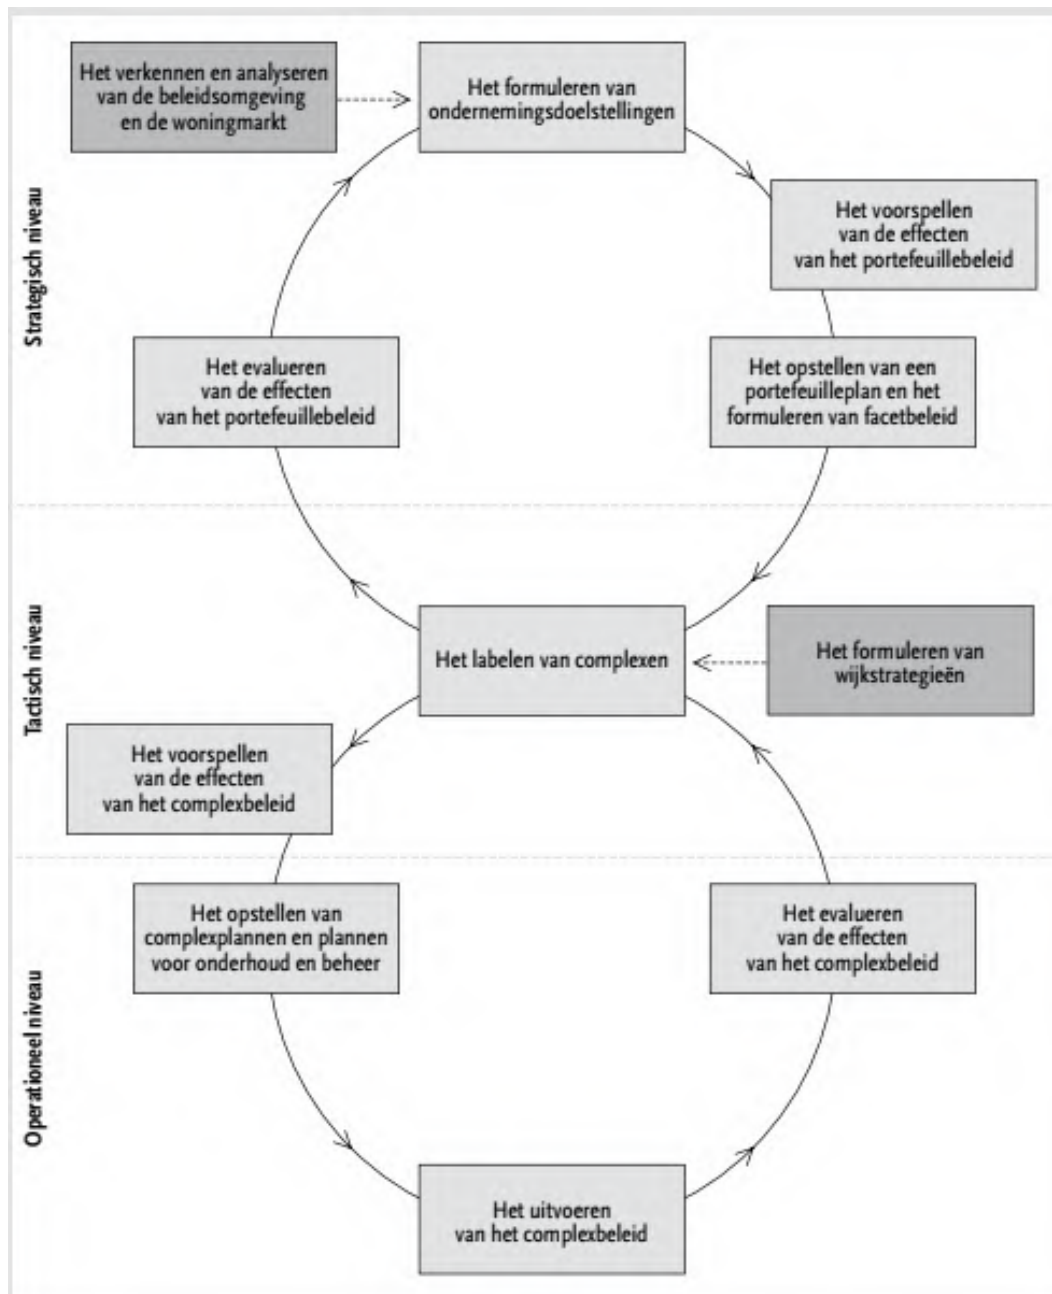 Het verkennen en analyseren
van de beleidsomgeving
en de woningmarkt
Het formuleren van
ondernemingsdoelstellingen
Het voorspellen
van de effecten
van het portefeuillebeleid
Strategisch niveau
Het evalueren
van de effecten
van het portefeuillebeleid
Het opstellen van een
portefeuilleplan en het
formuleren van facetbeleid
Tactisch niveau
Het labelen van complexen
Het formuleren van
wijkstrategieën
Het voorspellen
van de effecten
van het complexbeleid
Operationeel niveau
Het opstellen van
complexplannen en plannen
voor onderhoud en beheer
Het evalueren
van de effecten
van het complexbeleid
Het uitvoeren
van het complexbeleid